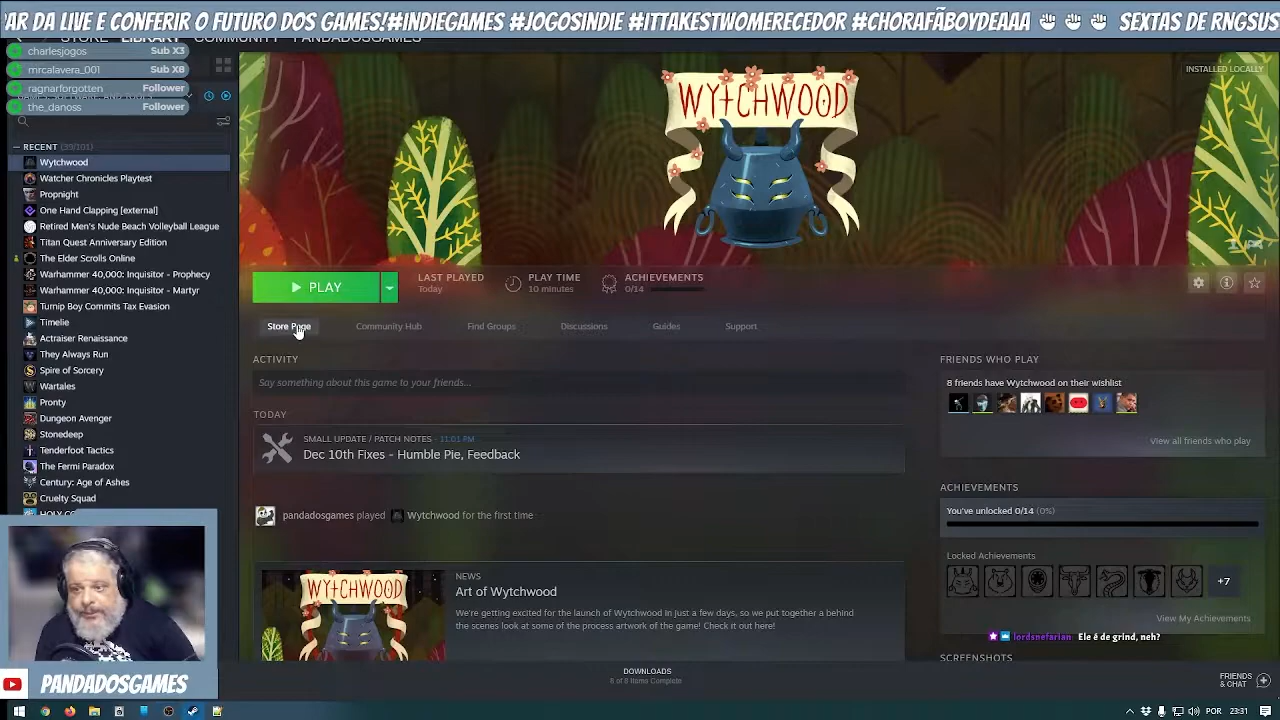 AR DA LIVE E CONFERIR O FUTURO DOS GAMES!#INDIEGAMES #JOGOSINDIE #ITTAKESTWOMERECEDOR #CHORAFÃBOYDEAAA SEXTAS DE RNGSUS
STORE LIBRARY COMMUNITY PANDADOSGAMES
charlesjogos Sub X3
mrcalavera_001 Sub X8
ragnarforgotten Follower
the_danoss Follower
RECENT (39/101)
Wytchwood
Watcher Chronicles Playtest
Propnight
One Hand Clapping [external]
Retired Men's Nude Beach Volleyball League
Titan Quest Anniversary Edition
The Elder Scrolls Online
Warhammer 40,000: Inquisitor - Prophecy
Warhammer 40,000: Inquisitor - Martyr
Turnip Boy Commits Tax Evasion
Timelie
Actraiser Renaissance
They Always Run
Spire of Sorcery
Wartales
Pronty
Dungeon Avenger
Stonedeep
Tenderfoot Tactics
The Fermi Paradox
Century: Age of Ashes
Cruelty Squad
PANDADOSGAMES
INSTALLED LOCALLY
WYTCHWOOD
PLAY
LAST PLAYED
Today
PLAY TIME
10 minutes
ACHIEVEMENTS
0/14
Store Page Community Hub Find Groups Discussions Guides Support
ACTIVITY
Say something about this game to your friends...
TODAY
SMALL UPDATE / PATCH NOTES - 11:01 PM
Dec 10th Fixes - Humble Pie, Feedback
pandadosgames played Wytchwood for the first time
WYTCHWOOD
NEWS
Art of Wytchwood
We're getting excited for the launch of Wytchwood in just a few days, so we put together a behind
the scenes look at some of the process artwork of the game! Check it out here!
FRIENDS WHO PLAY
8 friends have Wytchwood on their wishlist
View all friends who play
ACHIEVEMENTS
You've unlocked 0/14 (0%)
Locked Achievements
+7
View My Achievements
lordsnefarian: Ele é de grind, neh?
SCREENSHOTS
DOWNLOADS
8 of 8 Items Complete
FRIENDS
& CHAT
POR 23:31